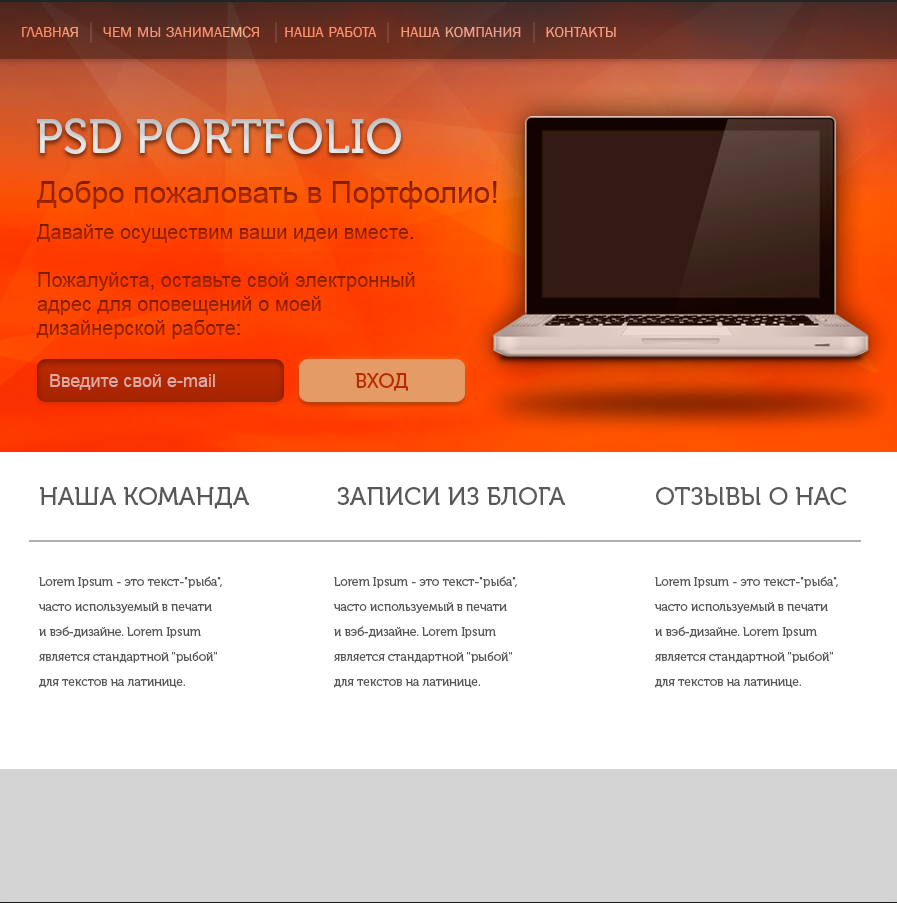 ГЛАВНАЯ ЧЕМ МЫ ЗАНИМАЕМСЯ НАША РАБОТА НАША КОМПАНИЯ КОНТАКТЫ
PSD PORTFOLIO
Добро пожаловать в Портфолио!
Давайте осуществим ваши идеи вместе.
Пожалуйста, оставьте свой электронный
адрес для оповещений о моей
дизайнерской работе:
Введите свой e-mail ВХОД
НАША КОМАНДА
Lorem Ipsum - это текст-"рыба",
часто используемый в печати
и вэб-дизайне. Lorem Ipsum
является стандартной "рыбой"
для текстов на латинице.
ЗАПИСИ ИЗ БЛОГА
Lorem Ipsum - это текст-"рыба",
часто используемый в печати
и вэб-дизайне. Lorem Ipsum
является стандартной "рыбой"
для текстов на латинице.
ОТЗЫВЫ О НАС
Lorem Ipsum - это текст-"рыба",
часто используемый в печати
и вэб-дизайне. Lorem Ipsum
является стандартной "рыбой"
для текстов на латинице.